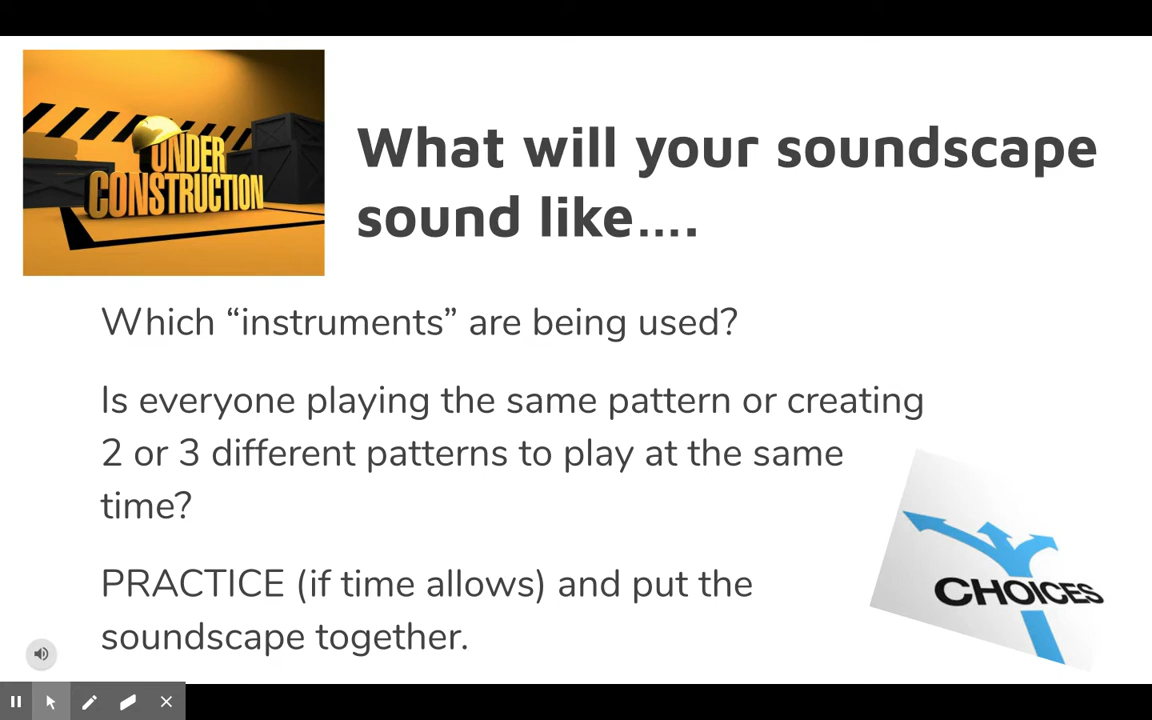 UNDER
CONSTRUCTION
What will your soundscape
sound like....
Which “instruments” are being used?
Is everyone playing the same pattern or creating
2 or 3 different patterns to play at the same
time?
PRACTICE (if time allows) and put the
soundscape together.
CHOICES